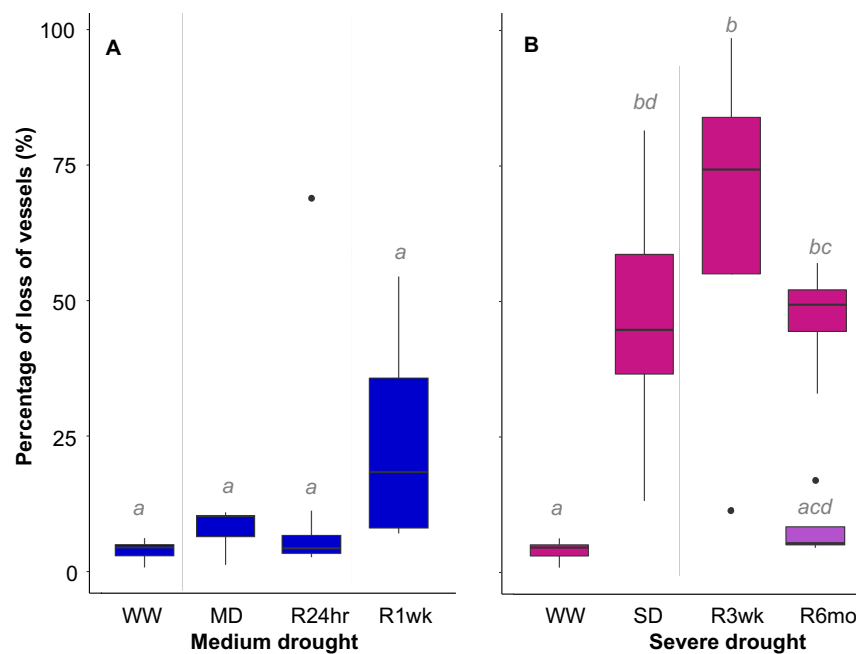 Percentage of loss of vessels (%)
100
75
50
25
0
A
a
a
a
a
WW
MD
R24hr
R1wk
Medium drought
B
a
bd
b
bc
acd
WW
SD
R3wk
R6mo
Severe drought